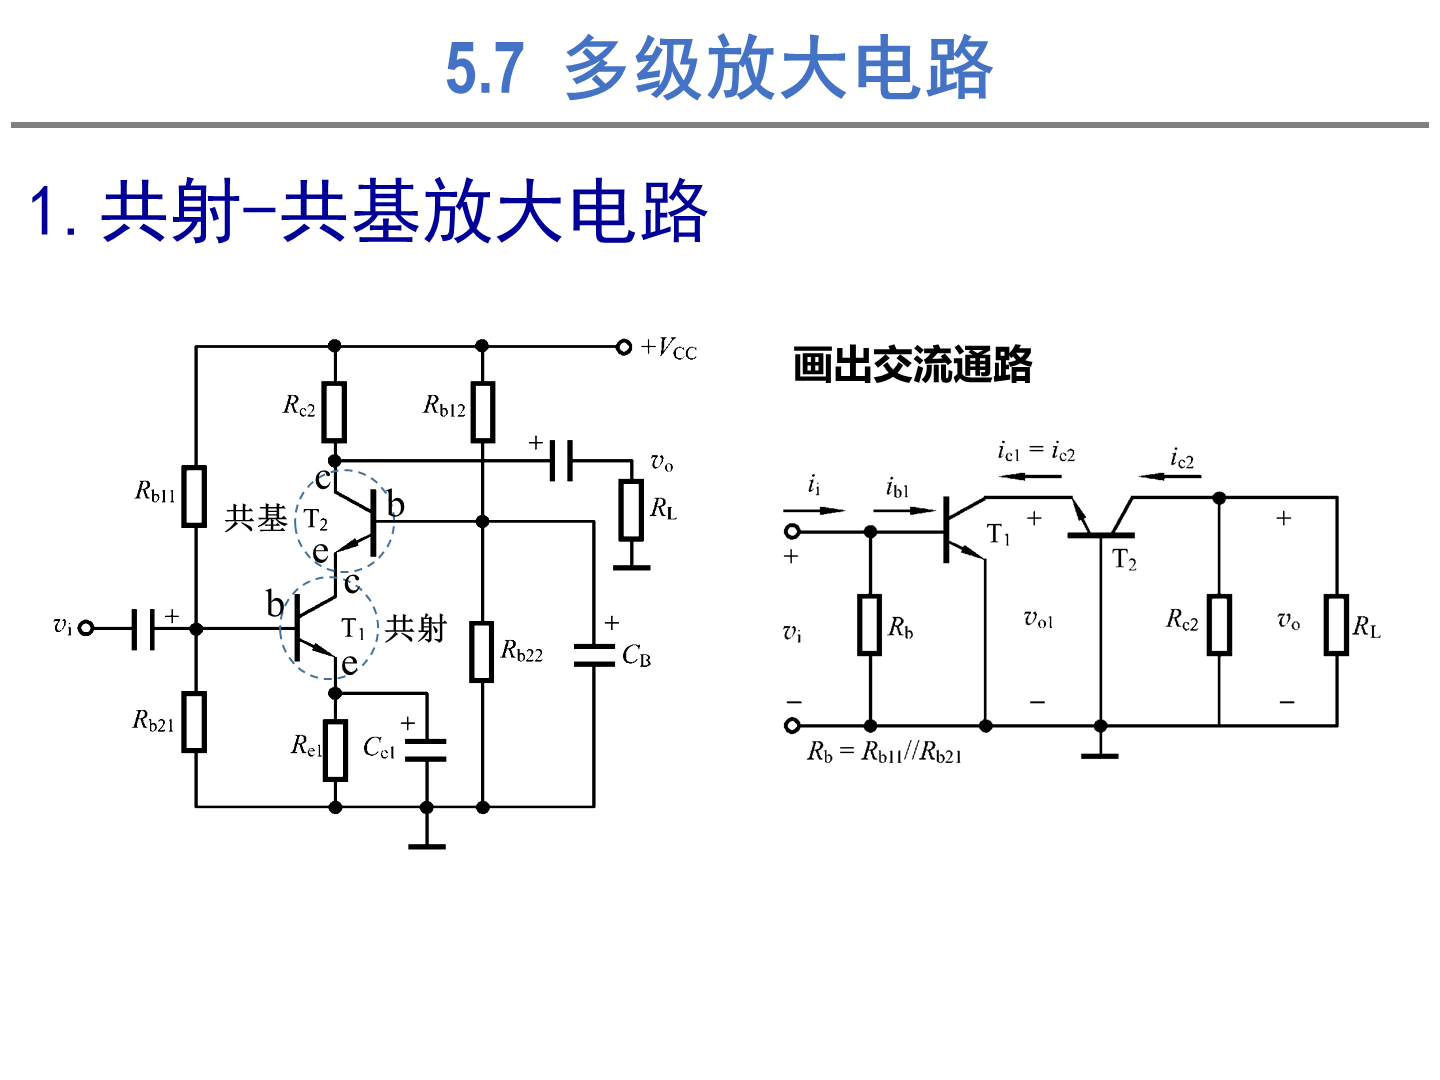 5.7 多级放大电路
1. 共射-共基放大电路
+VCC
画出交流通路
Rc2
Rb12
+
vo
Rb11
c
b
RL
共基
T2
e
c
b
T1
共射
e
vi
+
+
Rb22
CB
Rb21
Re1
+
Ce1
ic1 = ic2
ic2
ii
ib1
+
T1
+
T2
+
vi
Rb
vo1
Rc2
vo
RL
−
−
−
Rb = Rb11//Rb21